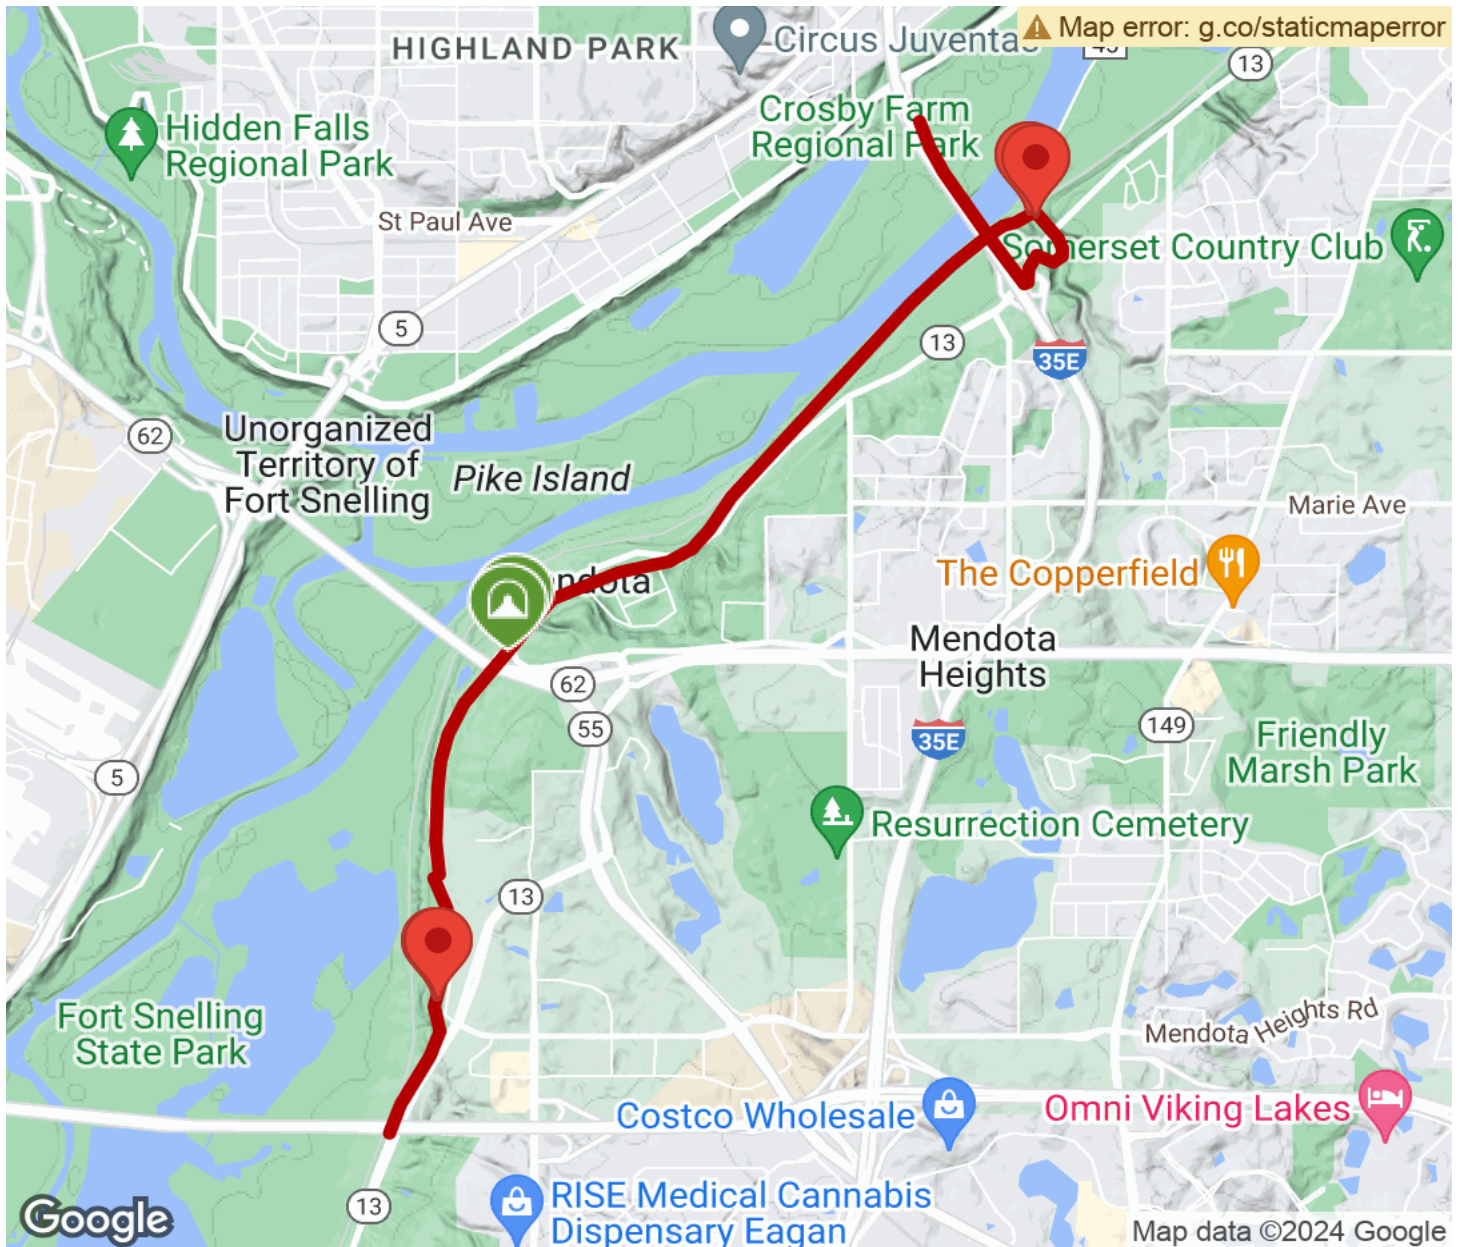 Map error: g.co/staticmaperror
HIGHLAND PARK
Circus Juventas
13
Crosby Farm
Regional Park
Hidden Falls
Regional Park
St Paul Ave
Somerset Country Club
5
13
35E
62
Unorganized
Territory of
Fort Snelling
Pike Island
Marie Ave
The Copperfield
endota
Mendota
Heights
62
55
149
35E
Friendly
Marsh Park
5
Resurrection Cemetery
13
Fort Snelling
State Park
Mendota Heights Rd
Costco Wholesale
Omni Viking Lakes
13
RISE Medical Cannabis
Dispensary Eagan
Google
Map data ©2024 Google